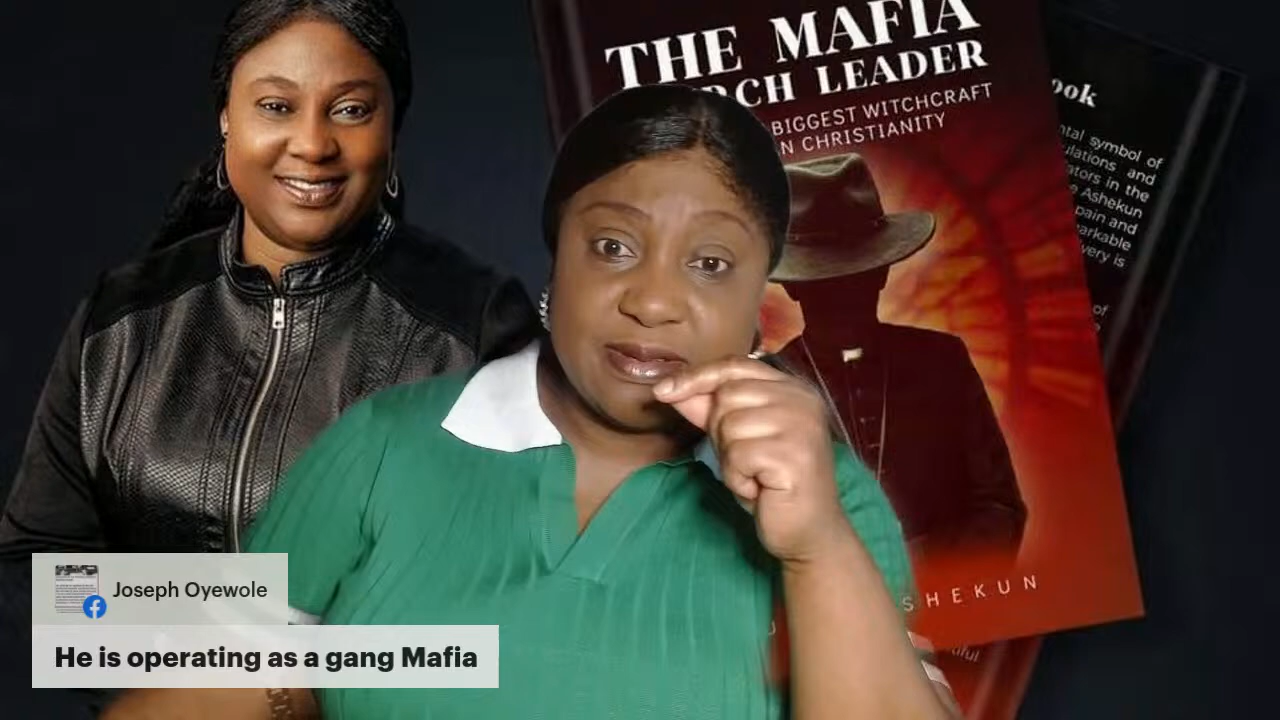 THE MAFIA
RCH LEADER
BIGGEST WITCHCRAFT
N CHRISTIANITY
ook
ntal symbol of
ulations and
ators in the
e Ashekun
pain and
arkable
very is
of
SHEKUN
Joseph Oyewole
He is operating as a gang Mafia